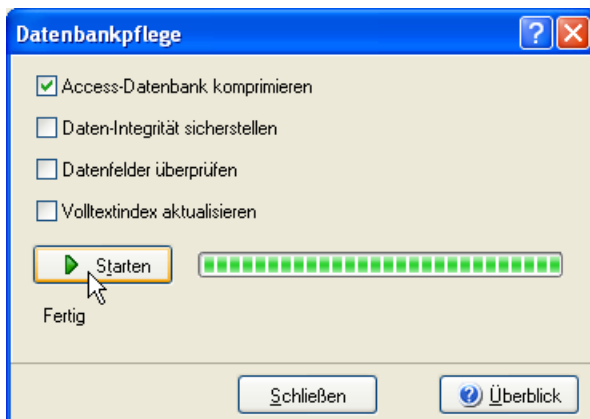 Datenbankpflege
Access-Datenbank komprimieren
Daten-Integrität sicherstellen
Datenfelder überprüfen
Volltextindex aktualisieren
Starten
Fertig
Schließen
Überblick